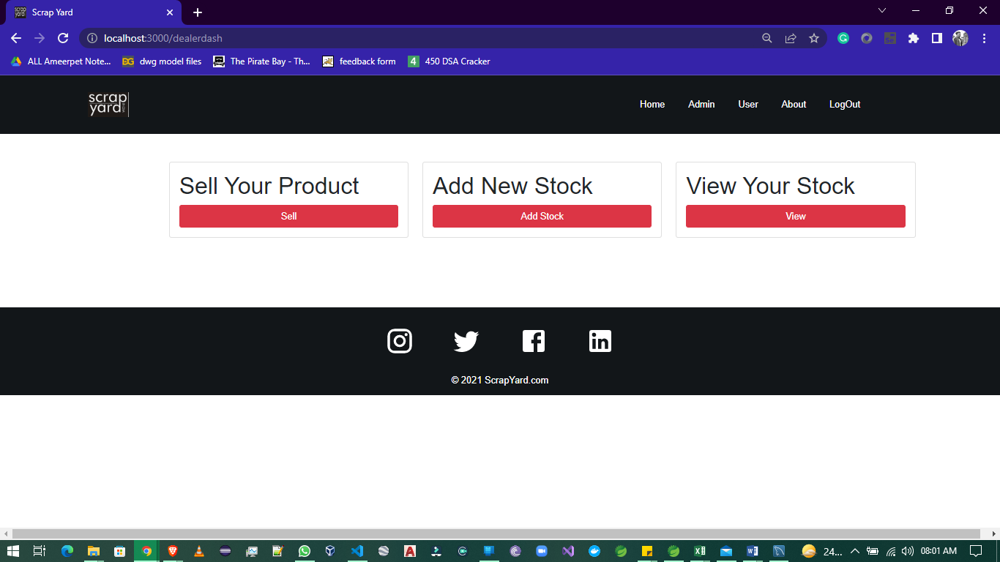 Scrap Yard
localhost:3000/dealerdash
ALL Ameerpet Note... DG dwg model files The Pirate Bay - Th... feedback form 4 450 DSA Cracker
scrap
yard
Home Admin User About LogOut
Sell Your Product Add New Stock View Your Stock
Sell Add Stock View
© 2021 ScrapYard.com
24... 08:01 AM